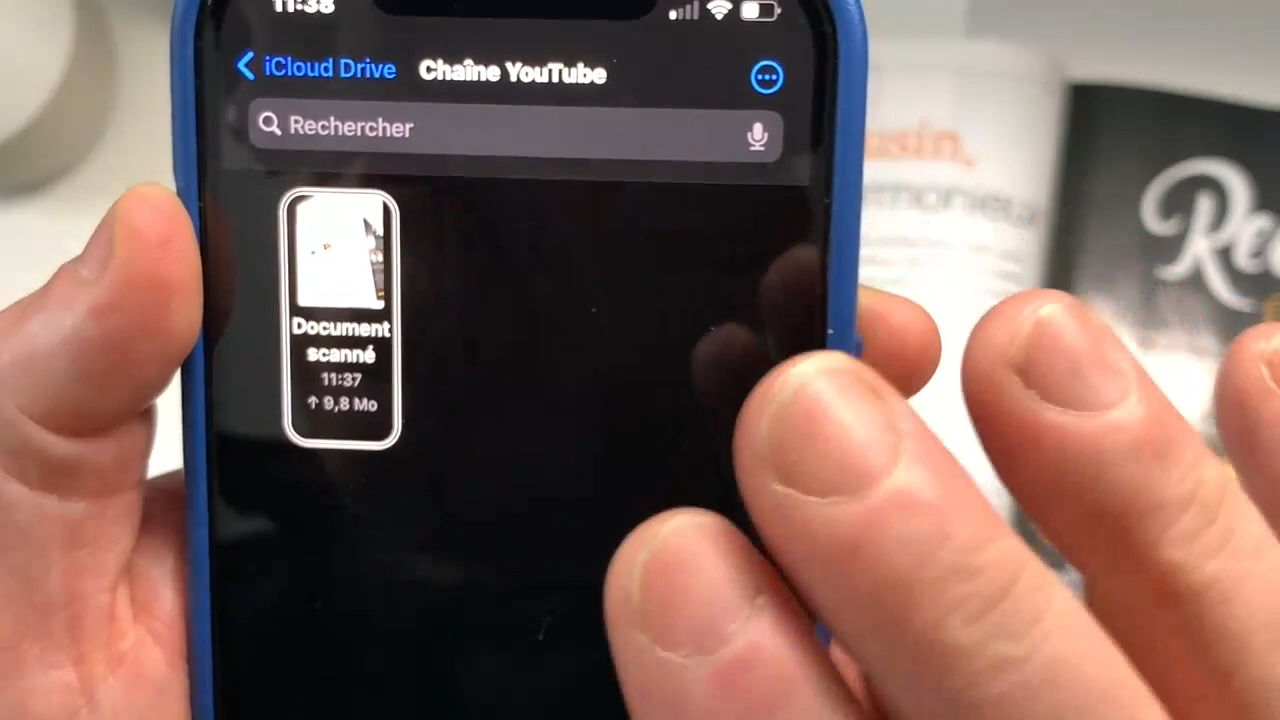 11:38
iCloud Drive Chaîne YouTube
Rechercher
Document
scanné
11:37
↑ 9,8 Mo